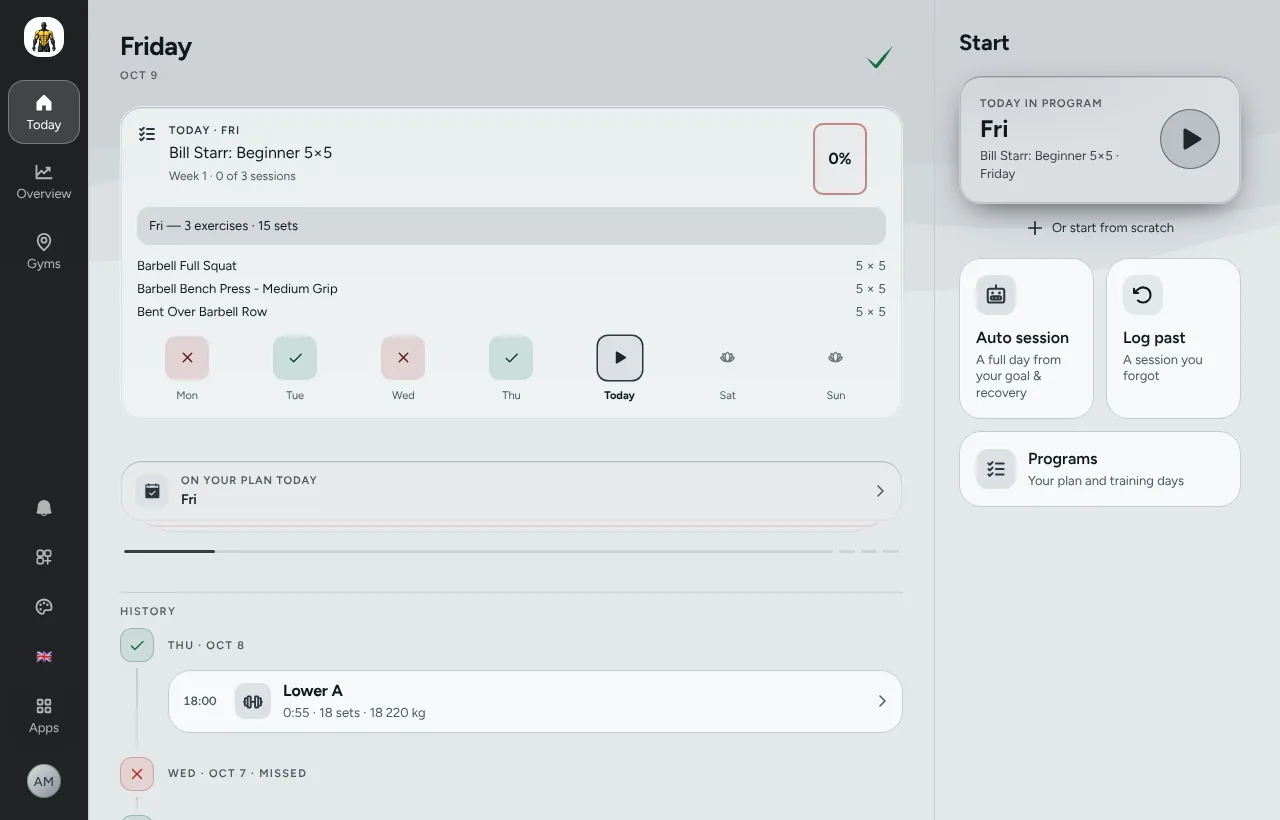 Today
Overview
Gyms
Apps
AM
Friday
OCT 9
TODAY · FRI
Bill Starr: Beginner 5×5
Week 1 · 0 of 3 sessions
0%
Fri — 3 exercises · 15 sets
Barbell Full Squat 5 × 5
Barbell Bench Press - Medium Grip 5 × 5
Bent Over Barbell Row 5 × 5
Mon Tue Wed Thu Today Sat Sun
ON YOUR PLAN TODAY
Fri
HISTORY
THU · OCT 8
18:00
Lower A
0:55 · 18 sets · 18 220 kg
WED · OCT 7 · MISSED
Start
TODAY IN PROGRAM
Fri
Bill Starr: Beginner 5×5 ·
Friday
Or start from scratch
Auto session
A full day from
your goal &
recovery
Log past
A session you
forgot
Programs
Your plan and training days